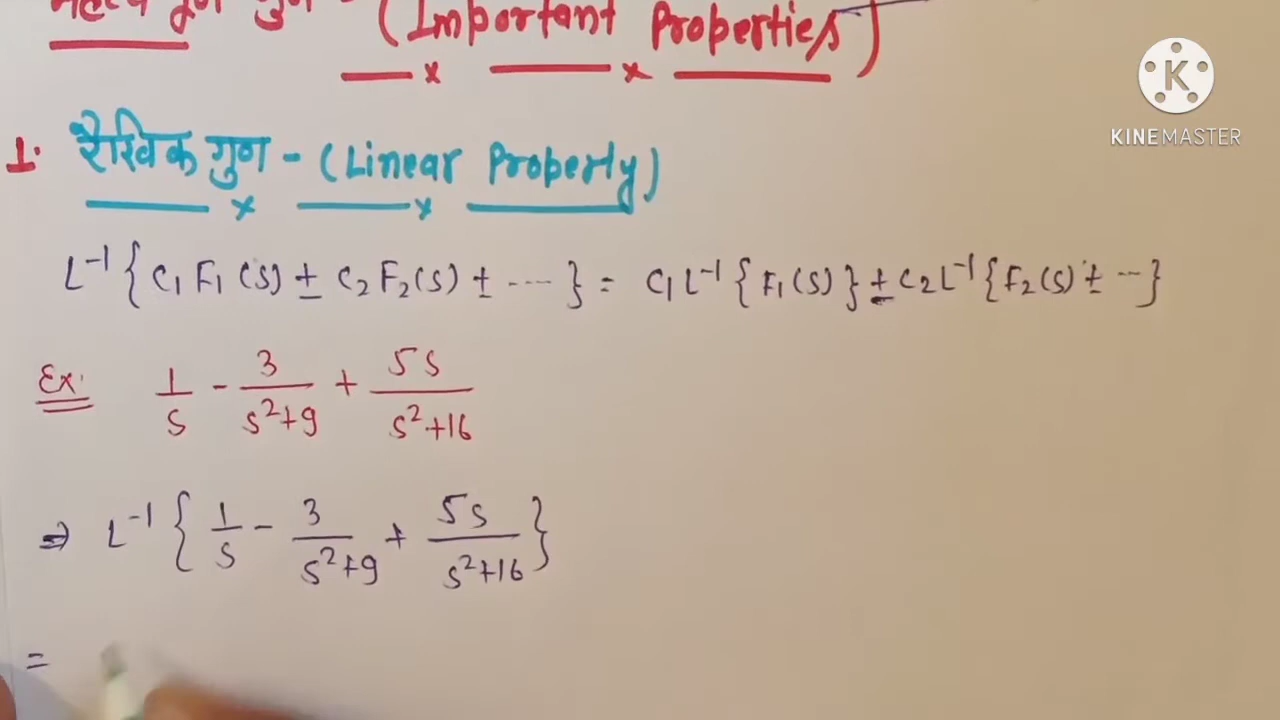 महत्व पूर्ण गुण - (Important Properties)
KINEMASTER
1. रैखिक गुण - (Linear Property)
L⁻¹{C₁F₁(S) ± C₂F₂(S) ± ----} = C₁L⁻¹{F₁(S)} ± C₂L⁻¹{F₂(S) ± ---}
Ex. 1/s - 3/(s²+9) + 5s/(s²+16)
⇒ L⁻¹{1/s - 3/(s²+9) + 5s/(s²+16)}
=